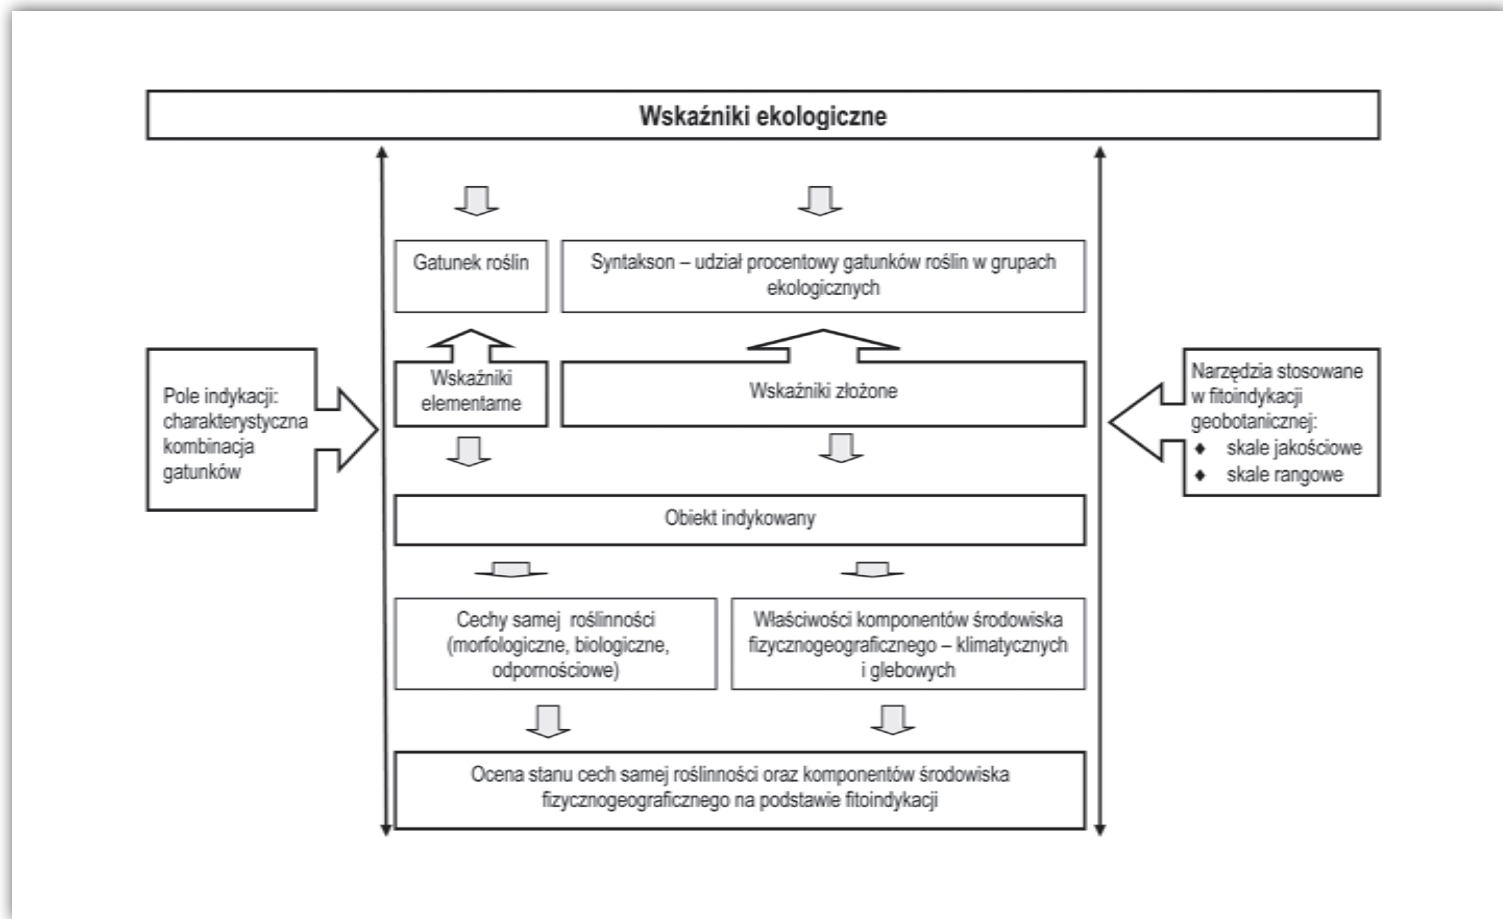 Wskaźniki ekologiczne
Gatunek roślin
Syntakson – udział procentowy gatunków roślin w grupach
ekologicznych
Pole indykacji:
charakterystyczna
kombinacja
gatunków
Wskaźniki
elementarne
Wskaźniki złożone
Narzędzia stosowane
w fitoindykacji
geobotanicznej:
♦ skale jakościowe
♦ skale rangowe
Obiekt indykowany
Cechy samej roślinności
(morfologiczne, biologiczne,
odpornościowe)
Właściwości komponentów środowiska
fizycznogeograficznego – klimatycznych
i glebowych
Ocena stanu cech samej roślinności oraz komponentów środowiska
fizycznogeograficznego na podstawie fitoindykacji